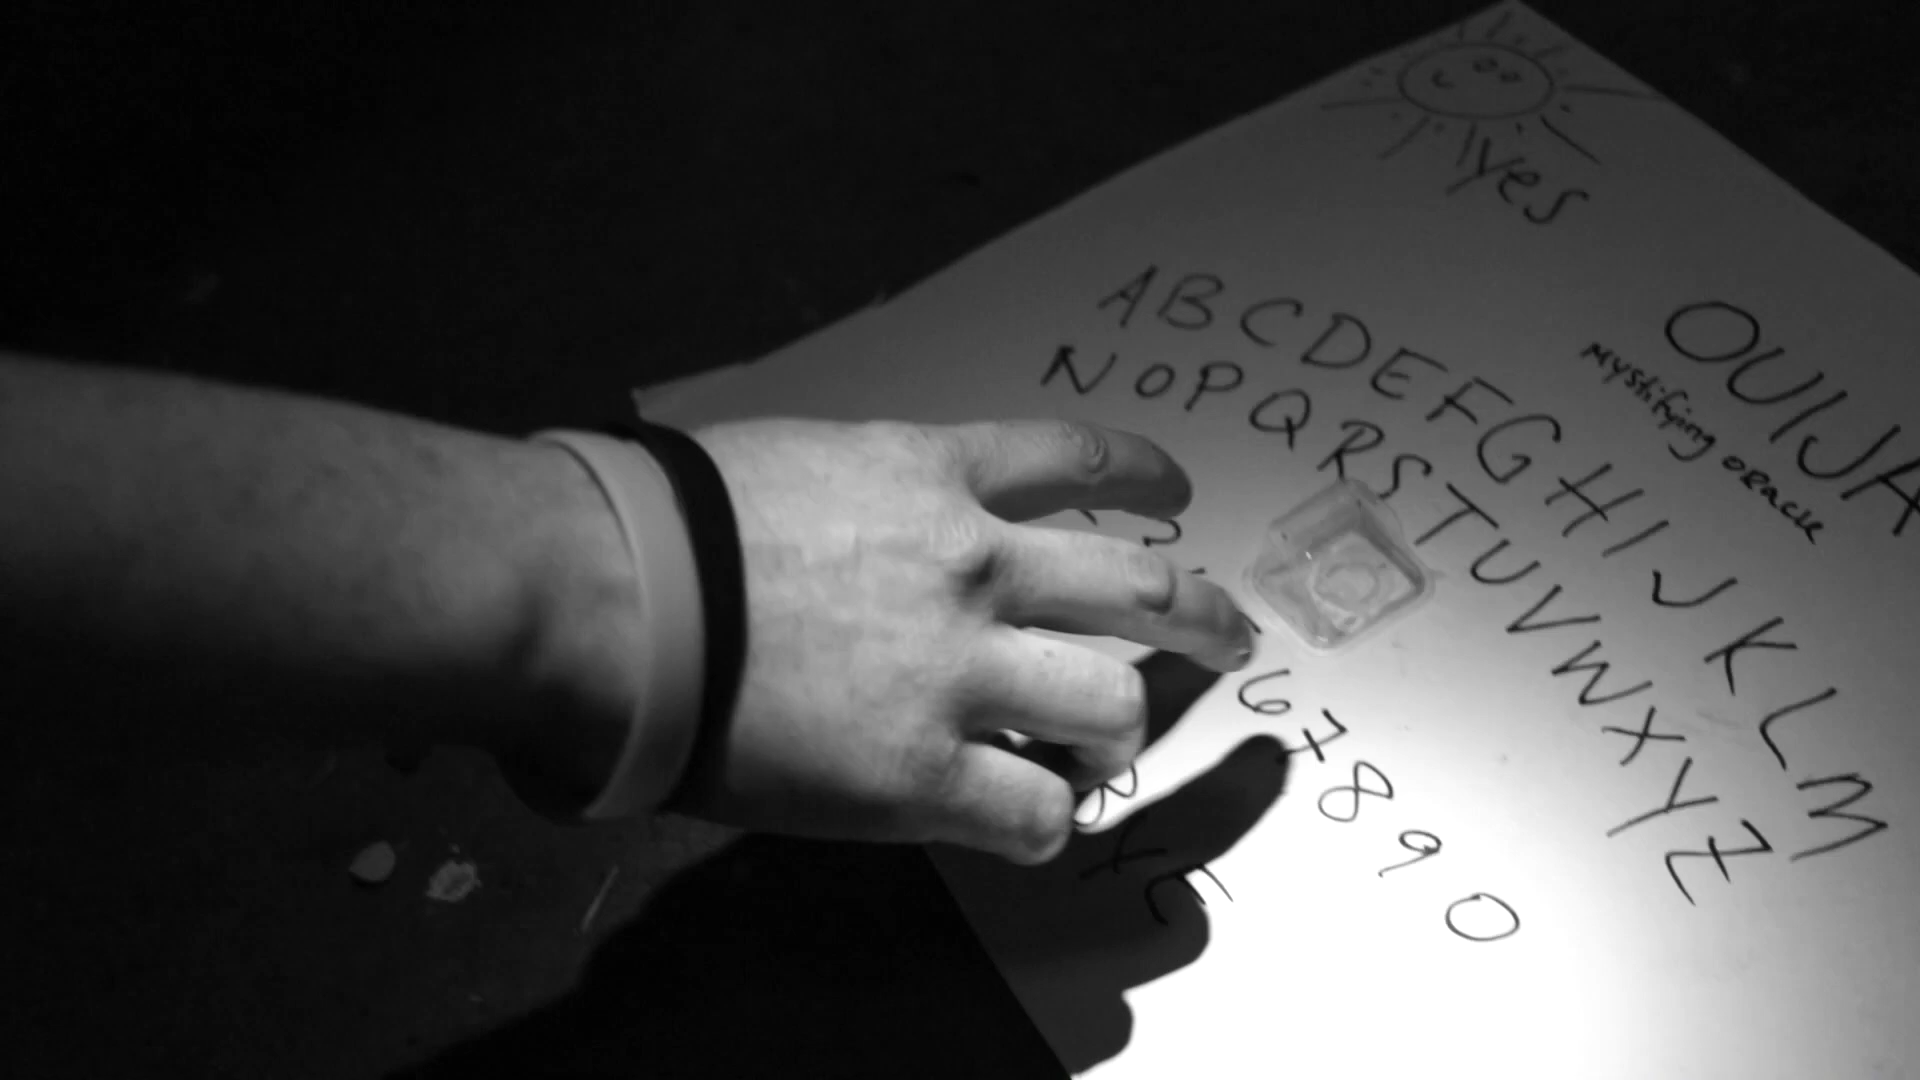 yes
OUIJA
mystifying oracle
ABCDEFGHIJKLM
NOPQRSTUVWXYZ
67890